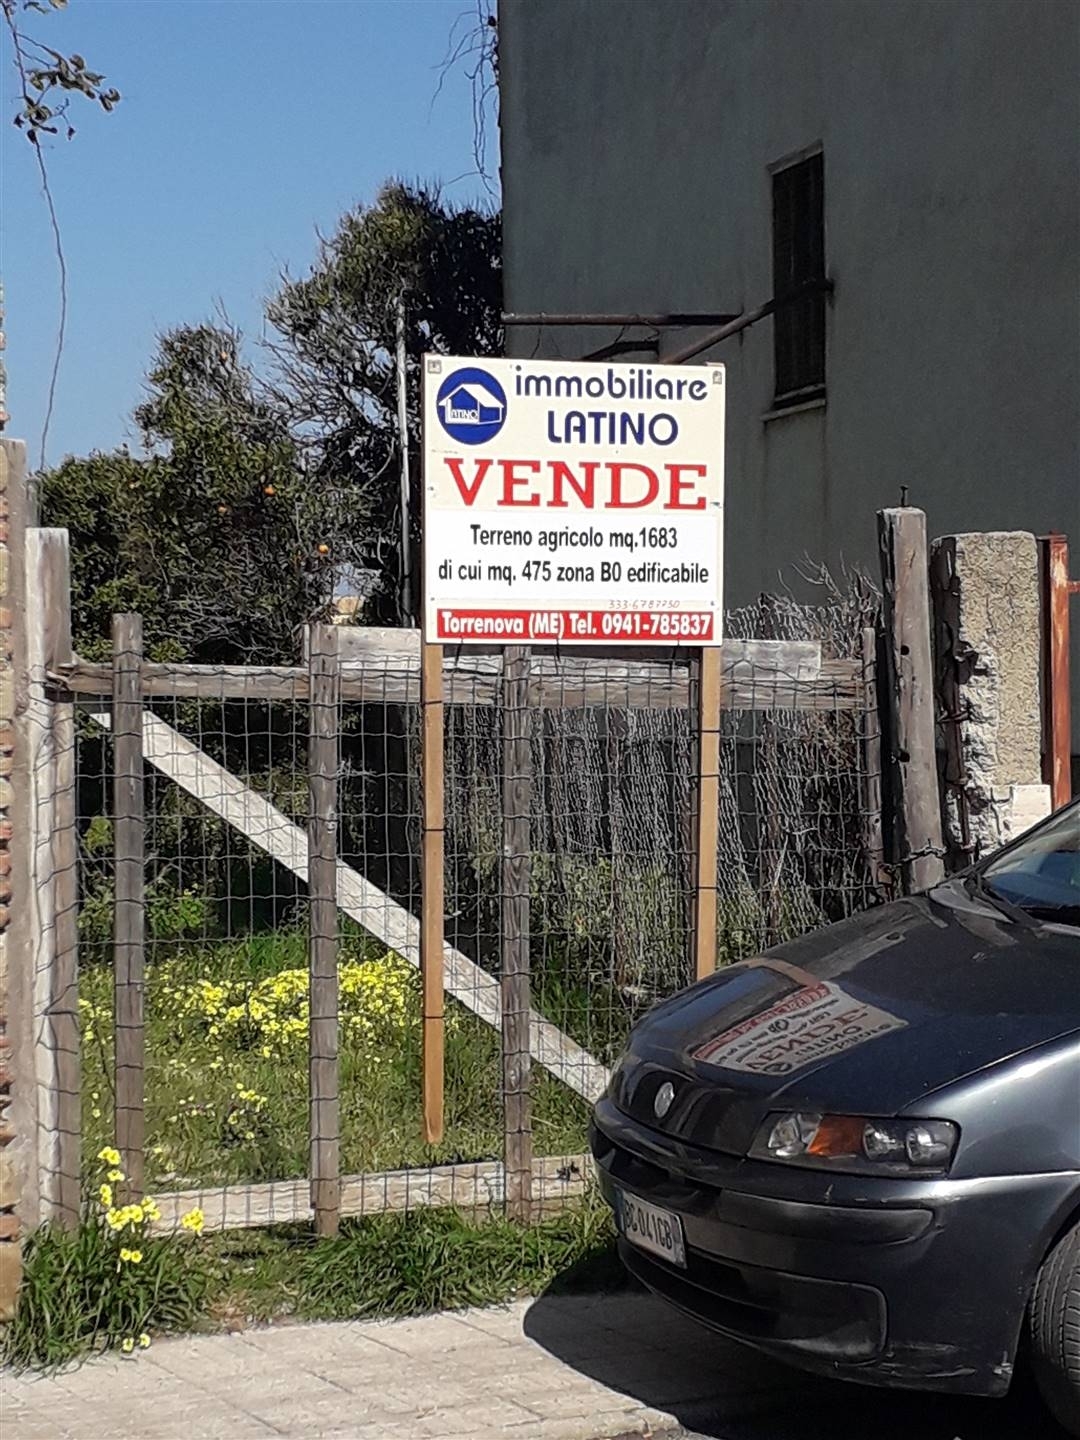 immobiliare
LATINO
LATINO
VENDE
Terreno agricolo mq.1683
di cui mq. 475 zona B0 edificabile
333-6787750
Torrenova (ME) Tel. 0941-785837